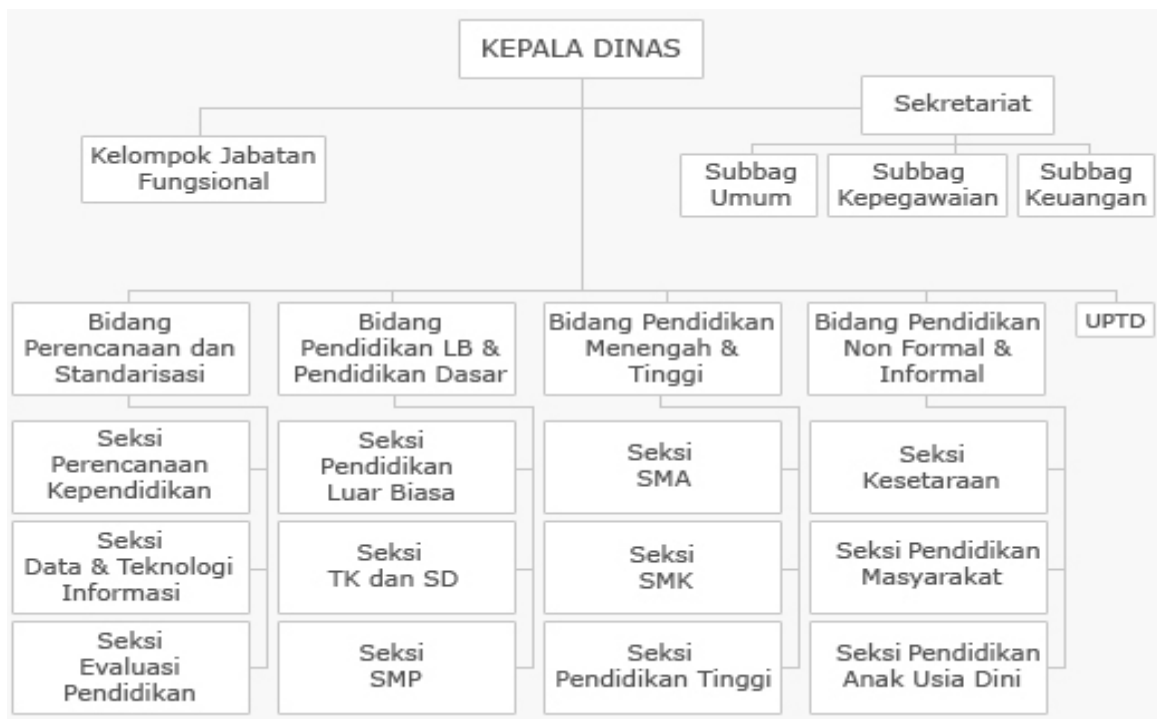 KEPALA DINAS
Sekretariat
Kelompok Jabatan
Fungsional
Subbag
Umum
Subbag
Kepegawaian
Subbag
Keuangan
Bidang
Perencanaan dan
Standarisasi
Bidang
Pendidikan LB &
Pendidikan Dasar
Bidang Pendidikan
Menengah &
Tinggi
Bidang Pendidikan
Non Formal &
Informal
UPTD
Seksi
Perencanaan
Kependidikan
Seksi
Pendidikan
Luar Biasa
Seksi
SMA
Seksi
Kesetaraan
Seksi
Data & Teknologi
Informasi
Seksi
TK dan SD
Seksi
SMK
Seksi Pendidikan
Masyarakat
Seksi
Evaluasi
Pendidikan
Seksi
SMP
Seksi
Pendidikan Tinggi
Seksi Pendidikan
Anak Usia Dini